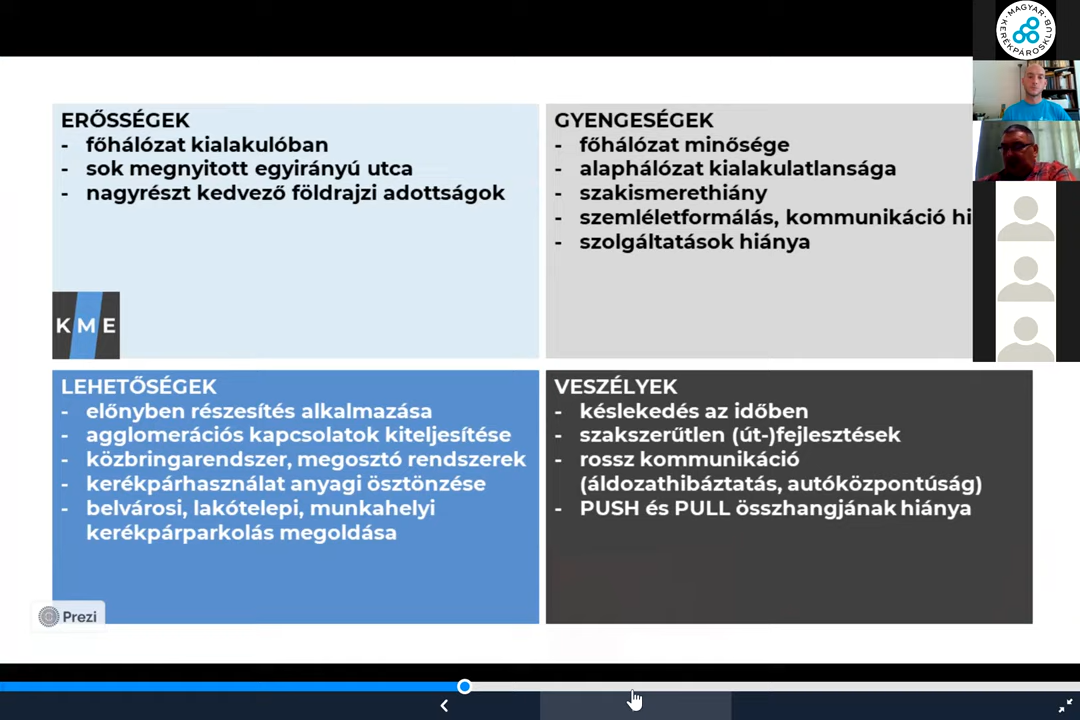 ERŐSSÉGEK
- főhálózat kialakulóban
- sok megnyitott egyirányú utca
- nagyrészt kedvező földrajzi adottságok
KME
GYENGESÉGEK
- főhálózat minősége
- alaphálózat kialakulatlansága
- szakismerethiány
- szemléletformálás, kommunikáció hi
- szolgáltatások hiánya
LEHETŐSÉGEK
- előnyben részesítés alkalmazása
- agglomerációs kapcsolatok kiteljesítése
- közbringarendszer, megosztó rendszerek
- kerékpárhasználat anyagi ösztönzése
- belvárosi, lakótelepi, munkahelyi
kerékpárparkolás megoldása
VESZÉLYEK
- késlekedés az időben
- szakszerűtlen (út-)fejlesztések
- rossz kommunikáció
(áldozathibáztatás, autóközpontúság)
- PUSH és PULL összhangjának hiánya
Prezi
MAGYAR
KERÉKPÁROSKLUB